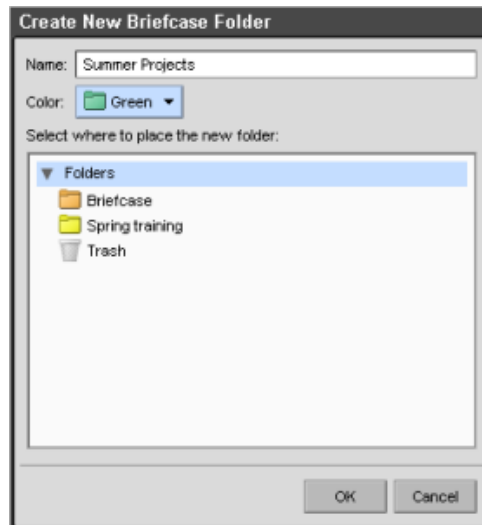 Create New Briefcase Folder
Name: Summer Projects
Color: Green
Select where to place the new folder:
Folders
Briefcase
Spring training
Trash
OK Cancel